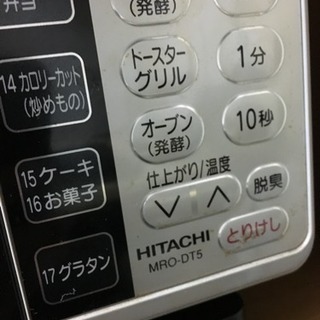 弁当
(発酵)
14 カロリーカット
(炒めもの)
トースター
グリル
1分
オーブン
(発酵)
10秒
15 ケーキ
16 お菓子
仕上がり/温度
脱臭
17 グラタン
HITACHI
MRO-DT5
とりけし